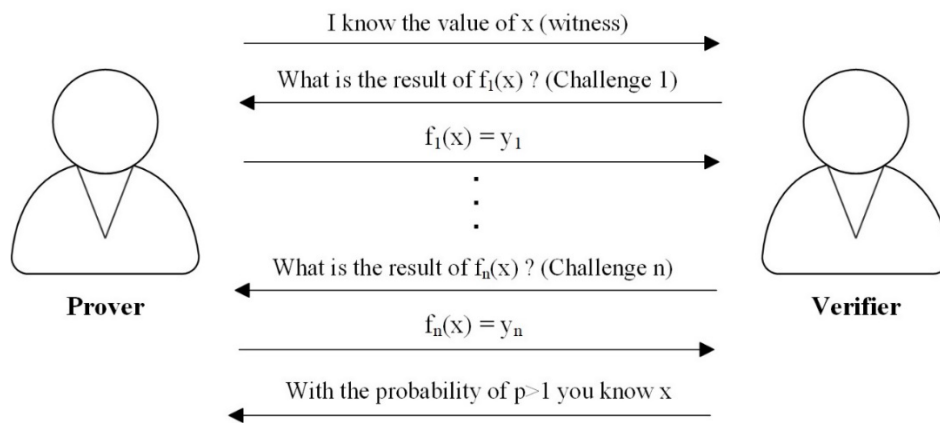 I know the value of x (witness)
What is the result of f₁(x) ? (Challenge 1)
f₁(x) = y₁
What is the result of fₙ(x) ? (Challenge n)
Prover
Verifier
fₙ(x) = yₙ
With the probability of p>1 you know x